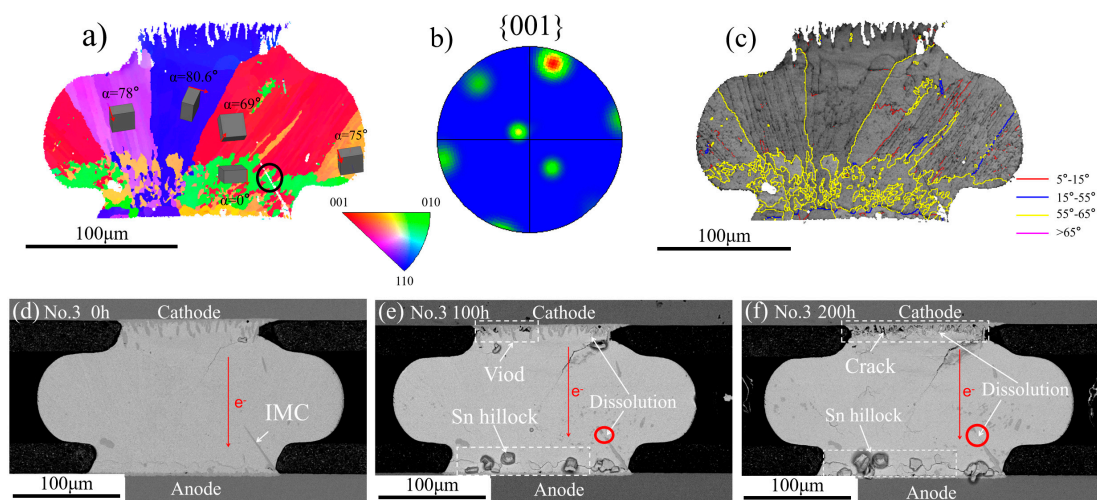 a)
b)
{001}
(c)
α=80.6°
α=78°
α=69°
α=75°
α=0°
001
010
110
5°-15°
15°-55°
55°-65°
>65°
100μm
100μm
(d) No.3 0h
Cathode
e-
IMC
100μm
Anode
(e) No.3 100h
Cathode
Viod
e-
Dissolution
Sn hillock
100μm
Anode
(f) No.3 200h
Cathode
Crack
e-
Dissolution
Sn hillock
100μm
Anode